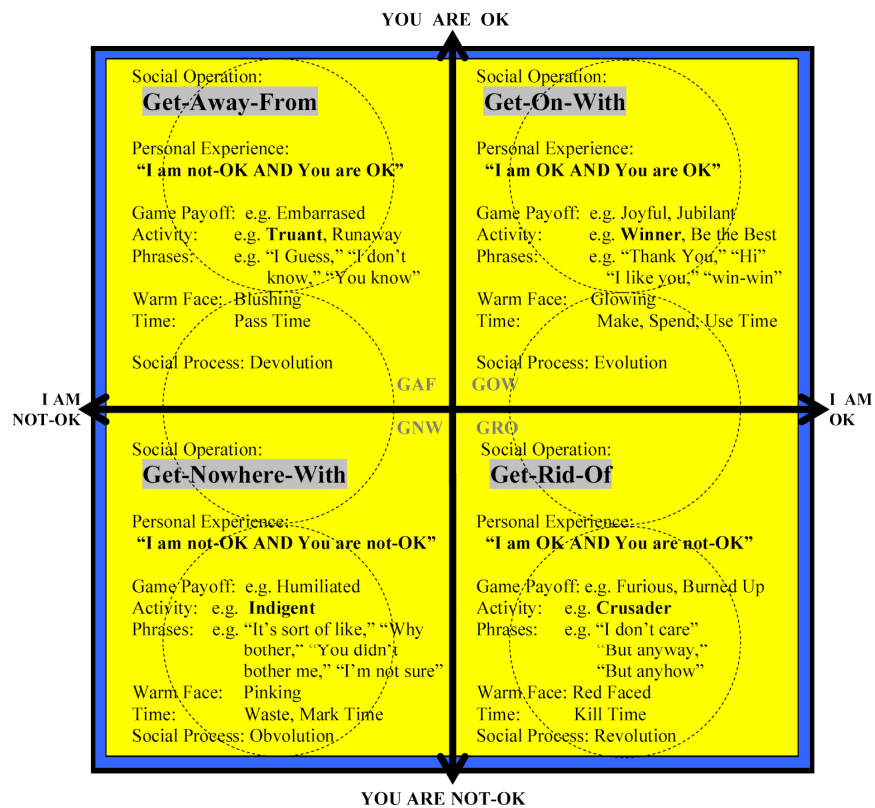 YOU ARE OK
Social Operation:
Get-Away-From
Personal Experience:
“I am not-OK AND You are OK”
Game Payoff: e.g. Embarrased
Activity: e.g. Truant, Runaway
Phrases: e.g. “I Guess,” “I don't
know,” “You know”
Warm Face: Blushing
Time: Pass Time
Social Process: Devolution
GAF
Social Operation:
Get-On-With
Personal Experience:
“I am OK AND You are OK”
Game Payoff: e.g. Joyful, Jubilant
Activity: e.g. Winner, Be the Best
Phrases: e.g. “Thank You,” “Hi”
“I like you,” “win-win”
Warm Face: Glowing
Time: Make, Spend, Use Time
Social Process: Evolution
GOW
I AM
NOT-OK
I AM
OK
GNW
Social Operation:
Get-Nowhere-With
Personal Experience:
“I am not-OK AND You are not-OK”
Game Payoff: e.g. Humiliated
Activity: e.g. Indigent
Phrases: e.g. “It's sort of like,” “Why
bother,” “You didn't
bother me,” “I'm not sure”
Warm Face: Pinking
Time: Waste, Mark Time
Social Process: Obvolution
GRO
Social Operation:
Get-Rid-Of
Personal Experience:
“I am OK AND You are not-OK”
Game Payoff: e.g. Furious, Burned Up
Activity: e.g. Crusader
Phrases: e.g. “I don't care”
“But anyway,”
“But anyhow”
Warm Face: Red Faced
Time: Kill Time
Social Process: Revolution
YOU ARE NOT-OK